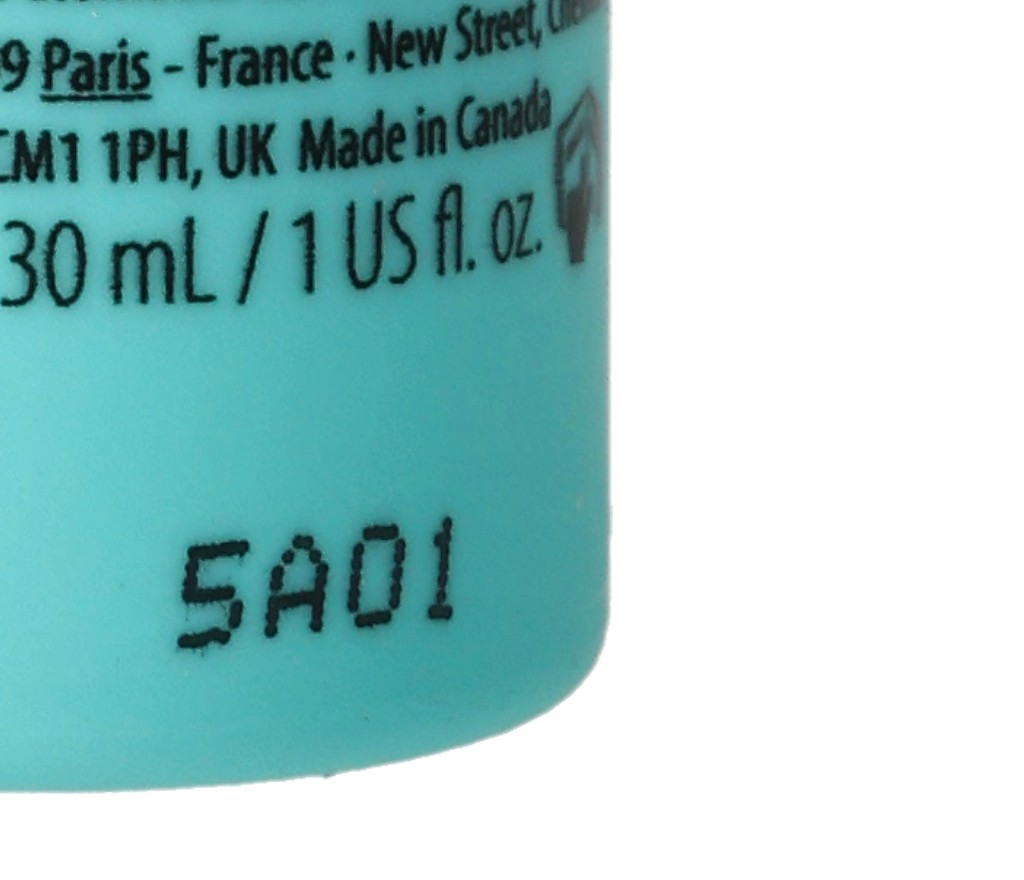 9 Paris - France · New Street,
CM1 1PH, UK Made in Canada
30 mL / 1 US fl. oz.
5A01